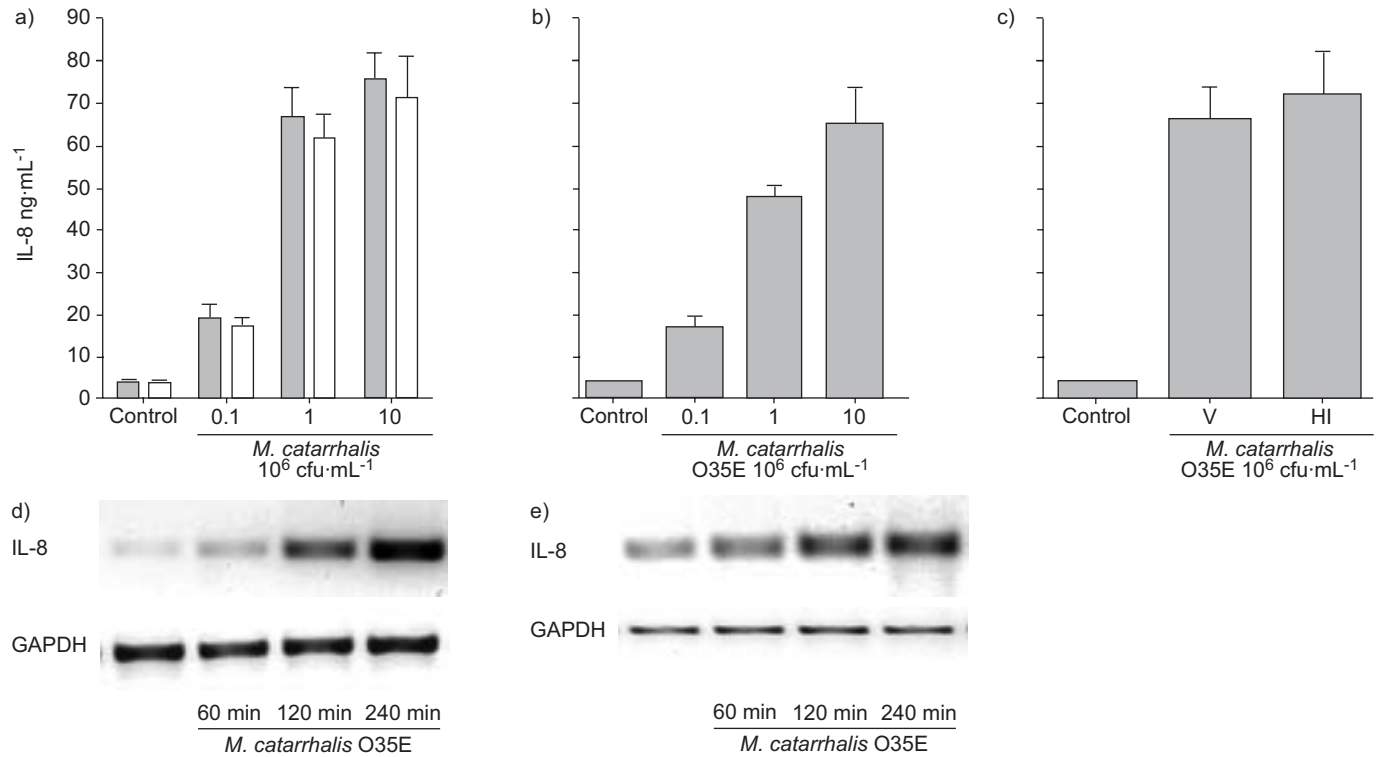 a)
IL-8 ng·mL⁻¹
90
80
70
60
50
40
30
20
10
0
Control 0.1 1 10
M. catarrhalis
10⁶ cfu·mL⁻¹
b)
Control 0.1 1 10
M. catarrhalis
O35E 10⁶ cfu·mL⁻¹
c)
Control V HI
M. catarrhalis
O35E 10⁶ cfu·mL⁻¹
d)
IL-8
GAPDH
60 min 120 min 240 min
M. catarrhalis O35E
e)
IL-8
GAPDH
60 min 120 min 240 min
M. catarrhalis O35E